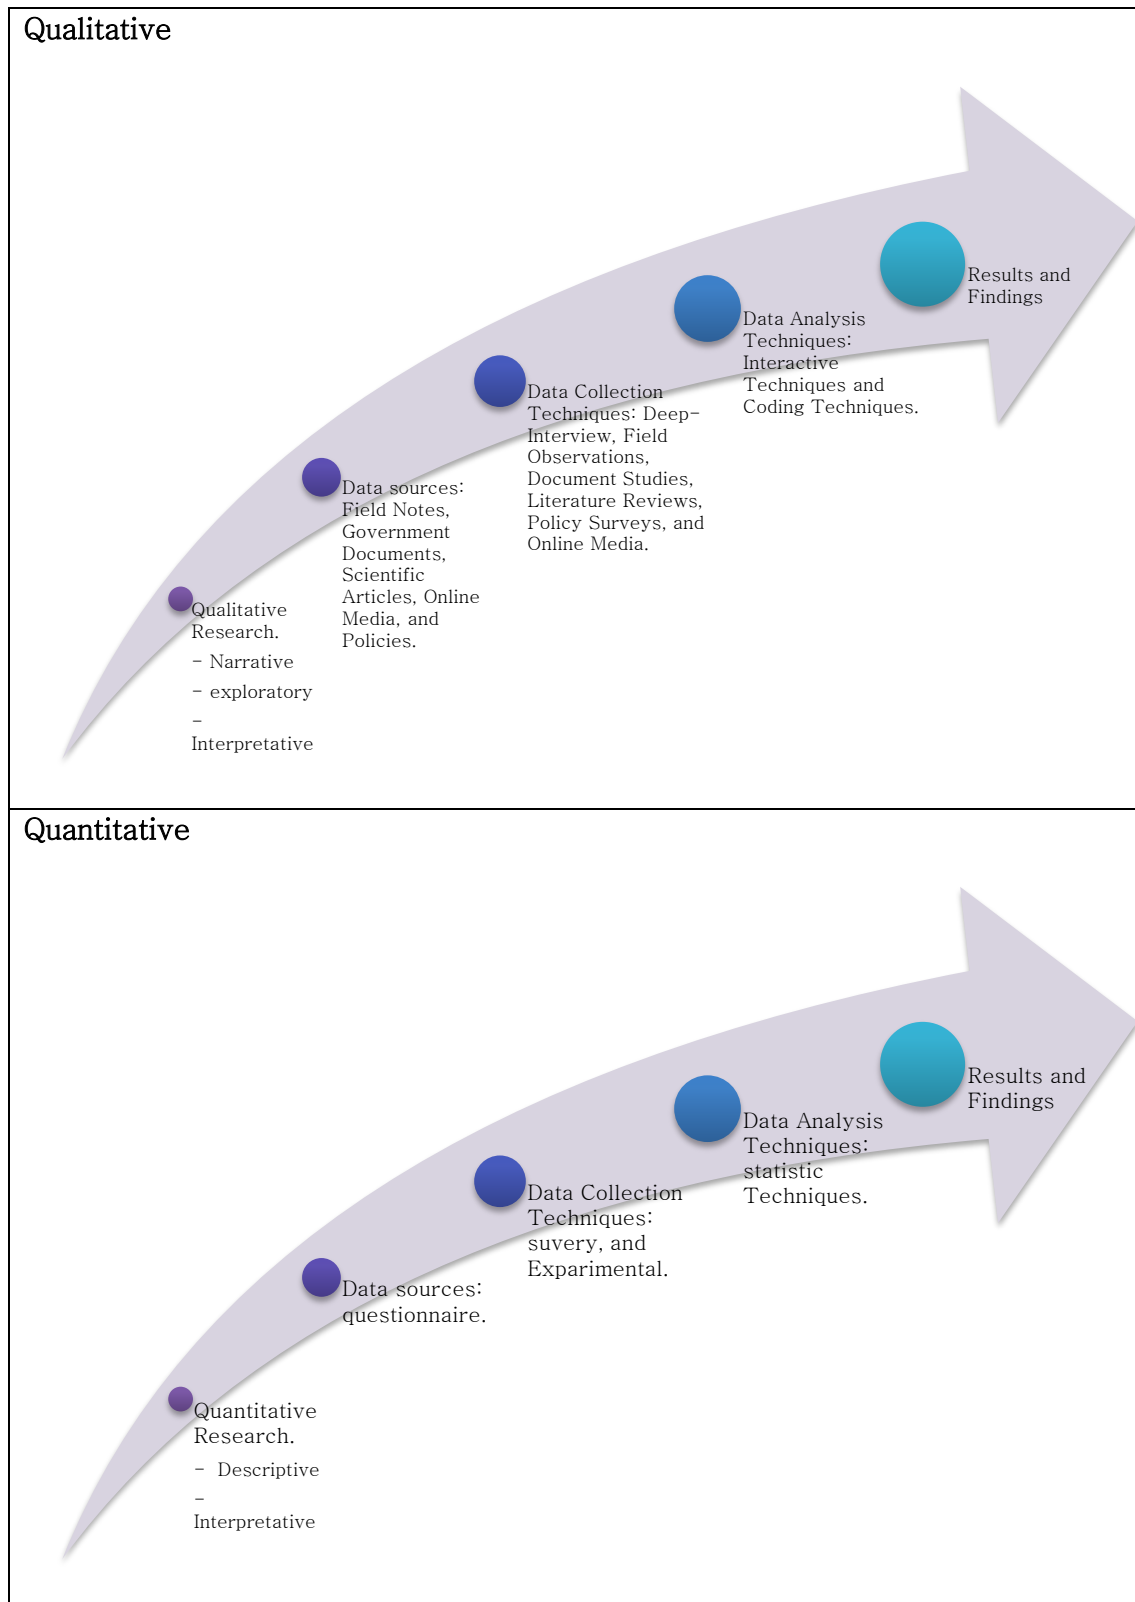 Qualitative
Qualitative
Research.
- Narrative
- exploratory
-
Interpretative
Data sources:
Field Notes,
Government
Documents,
Scientific
Articles, Online
Media, and
Policies.
Data Collection
Techniques: Deep-
Interview, Field
Observations,
Document Studies,
Literature Reviews,
Policy Surveys, and
Online Media.
Data Analysis
Techniques:
Interactive
Techniques and
Coding Techniques.
Results and
Findings
Quantitative
Quantitative
Research.
- Descriptive
-
Interpretative
Data sources:
questionnaire.
Data Collection
Techniques:
suvery, and
Exparimental.
Data Analysis
Techniques:
statistic
Techniques.
Results and
Findings